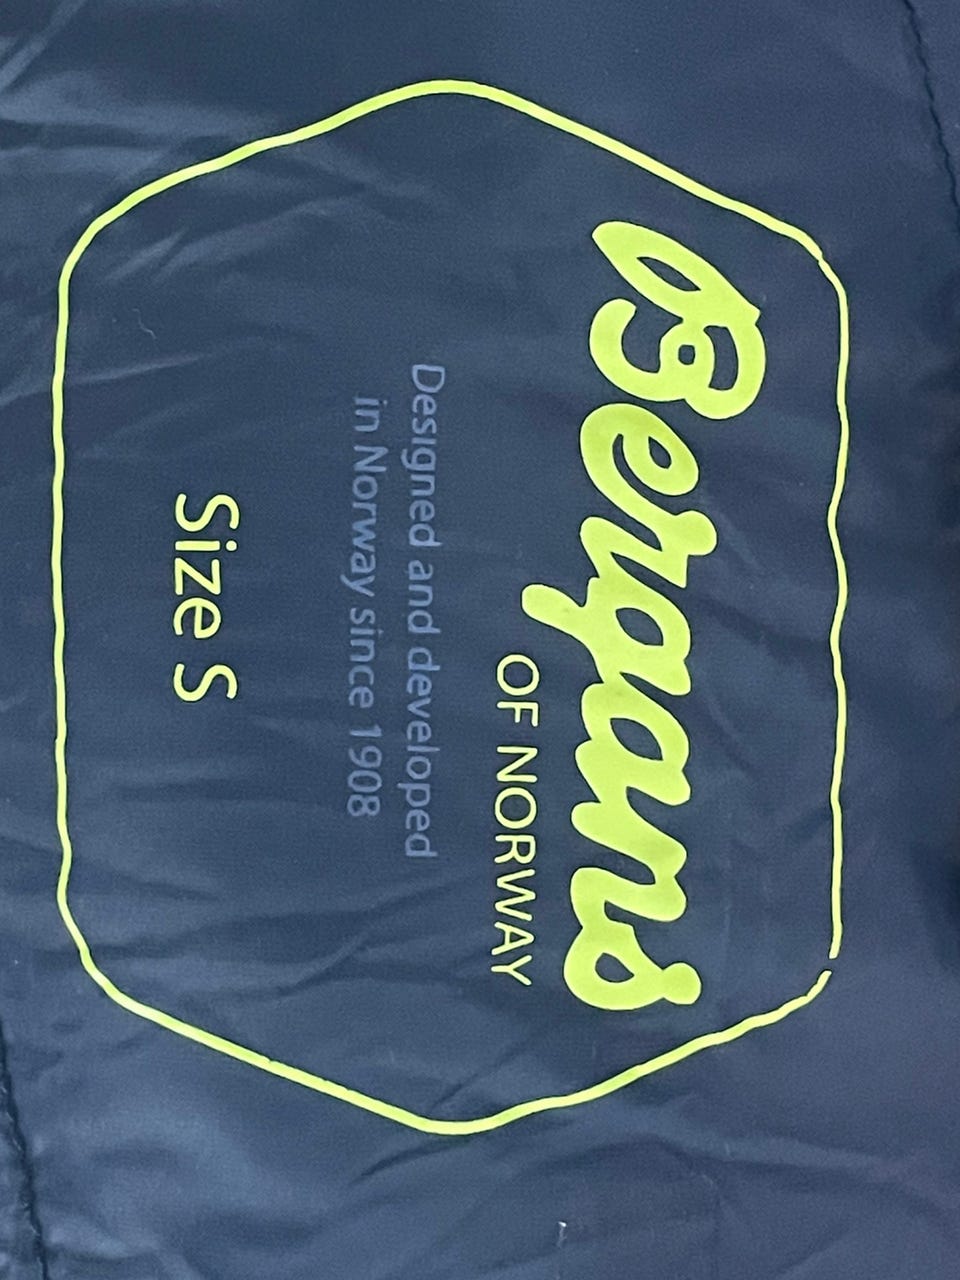 Bergans
OF NORWAY
Designed and developed
in Norway since 1908
Size S